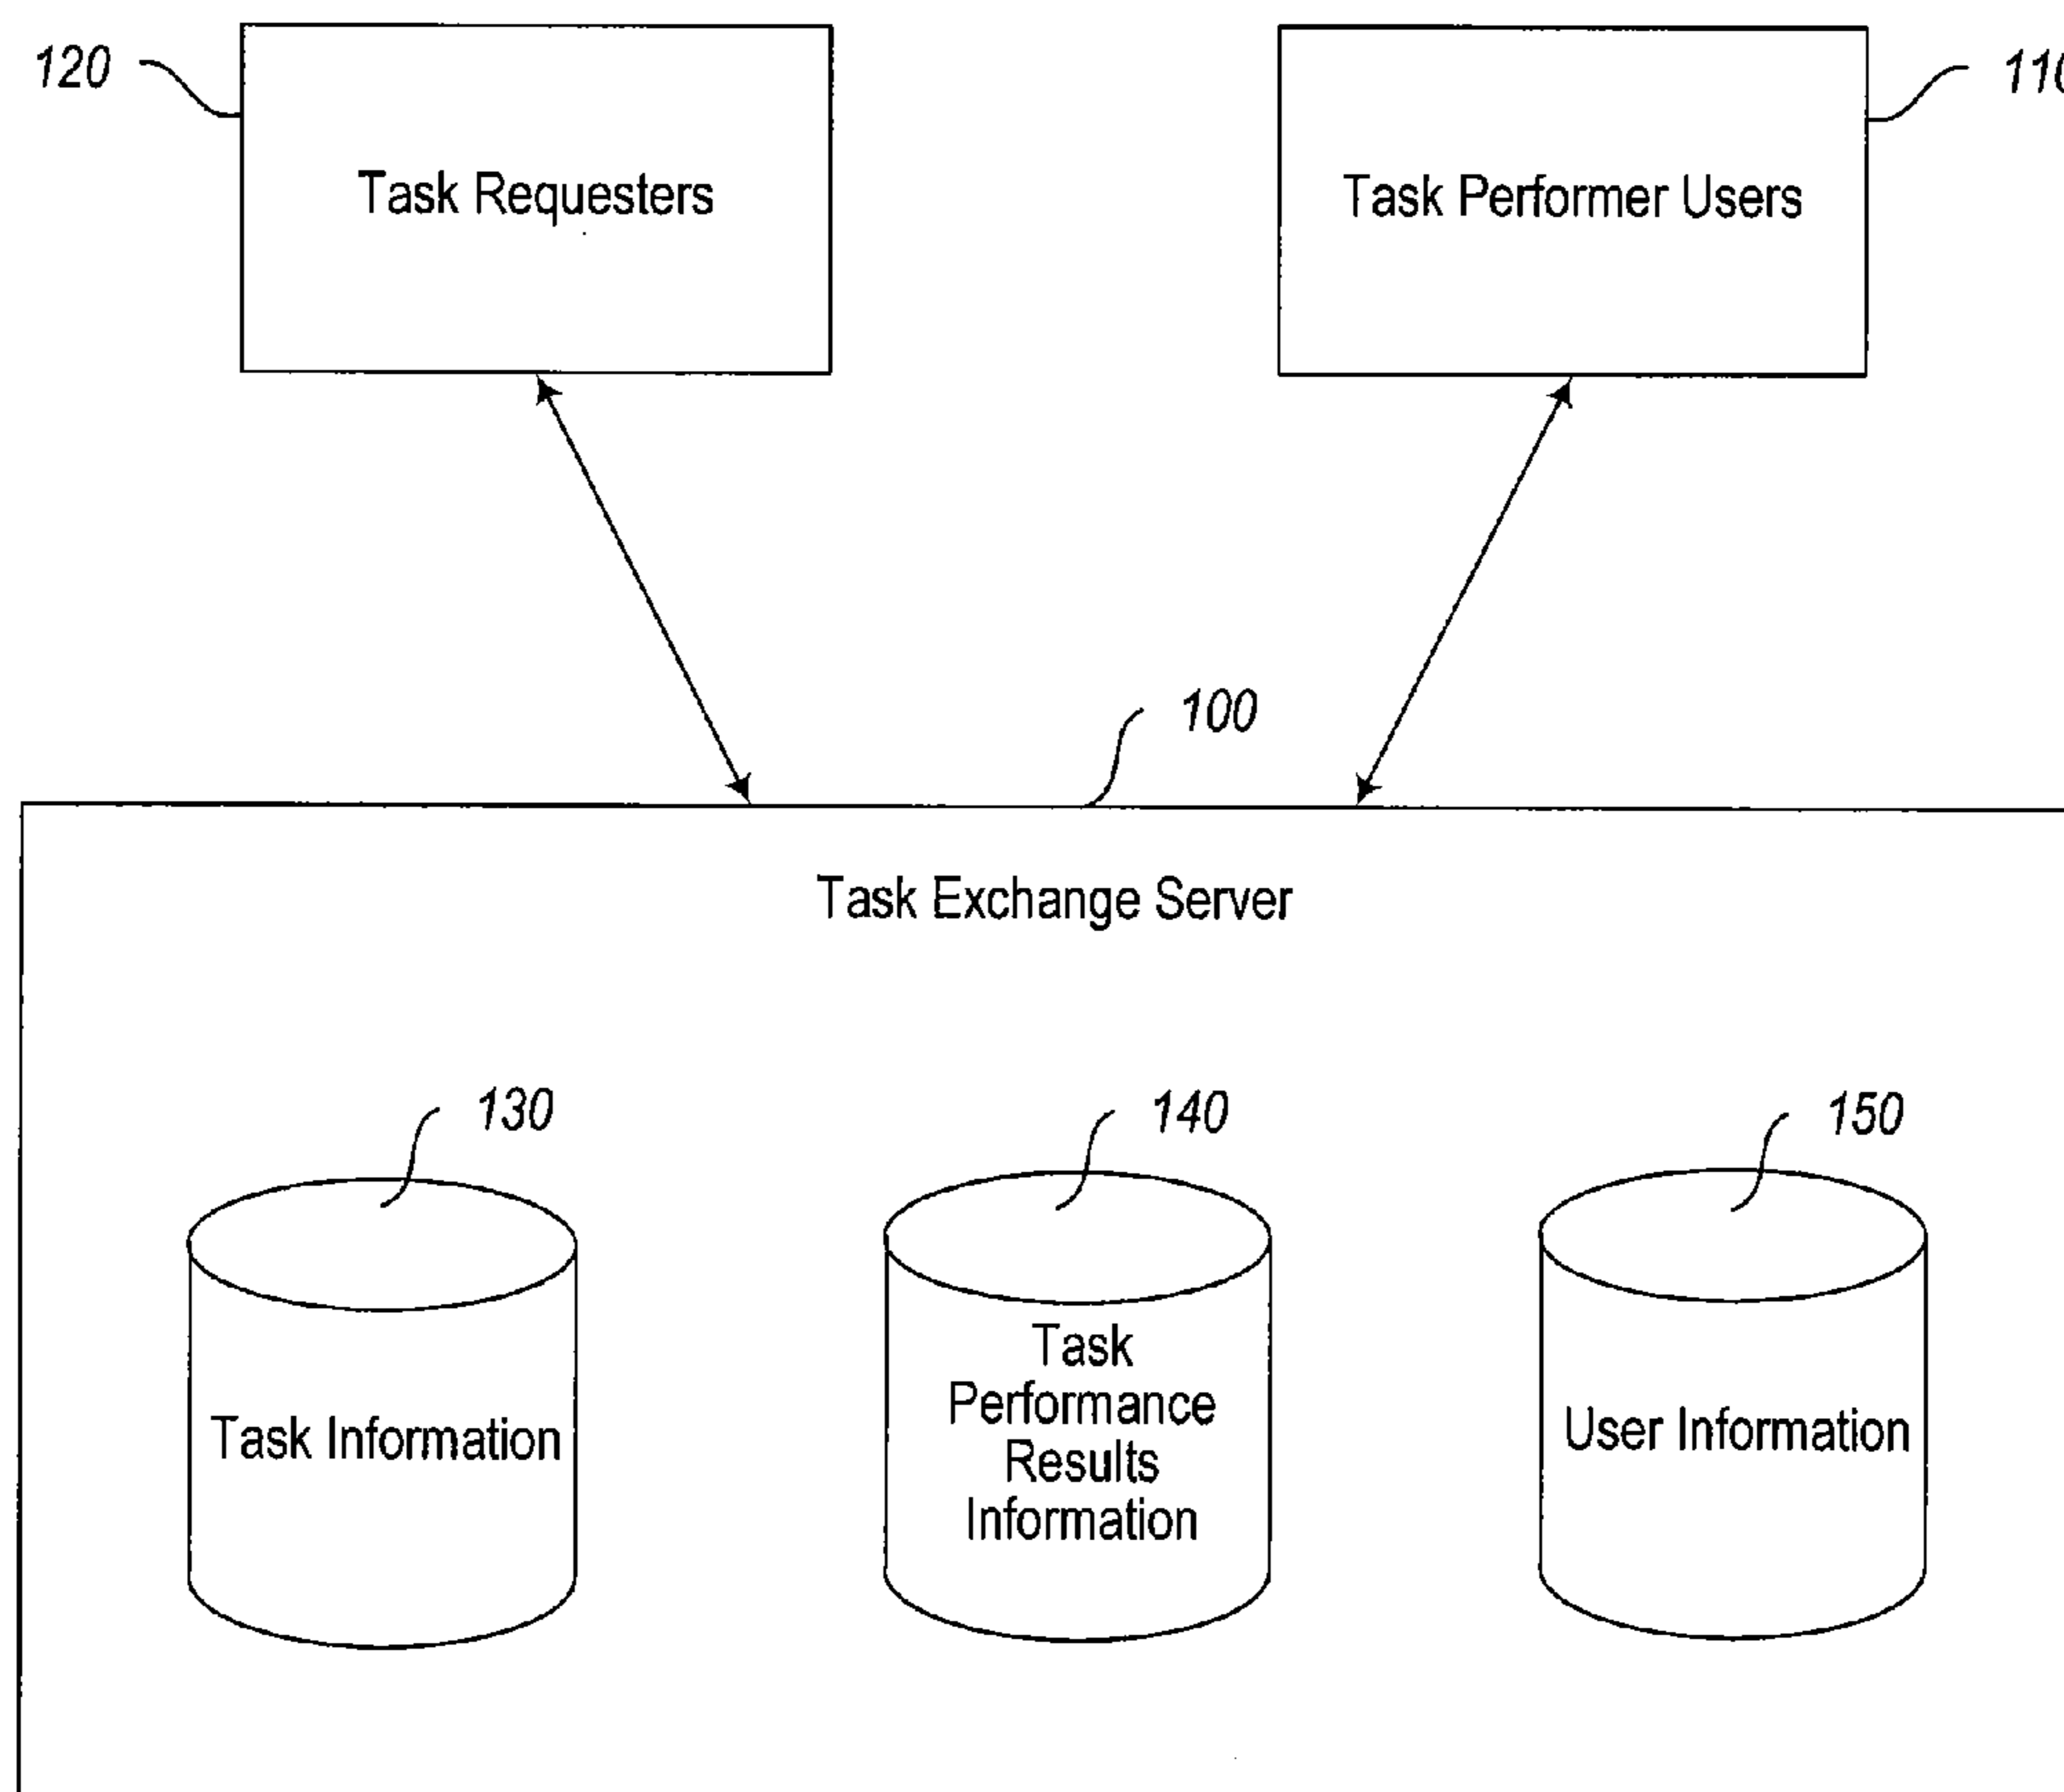 120
110
Task Requesters
Task Performer Users
100
Task Exchange Server
130
140
150
Task Information
Task
Performance
Results
Information
User Information